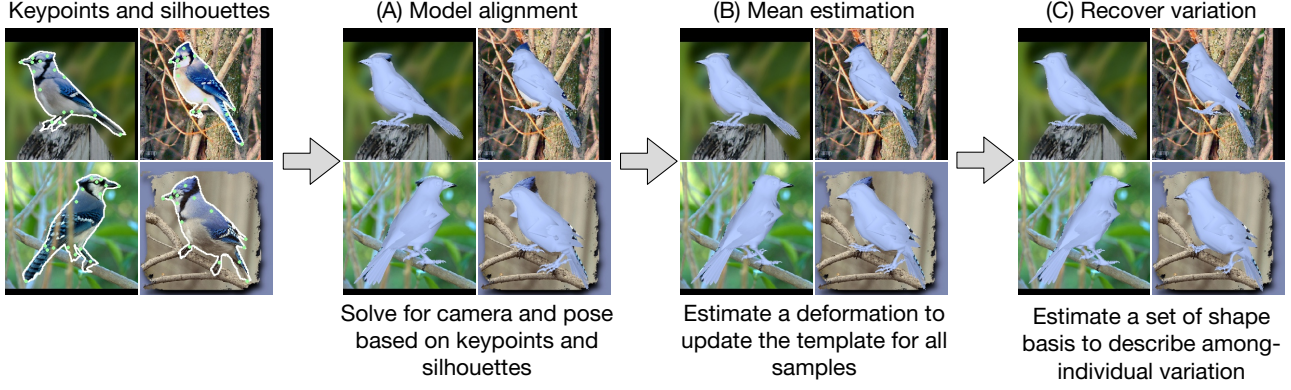 Keypoints and silhouettes
(A) Model alignment
(B) Mean estimation
(C) Recover variation
Solve for camera and pose
based on keypoints and
silhouettes
Estimate a deformation to
update the template for all
samples
Estimate a set of shape
basis to describe among-
individual variation